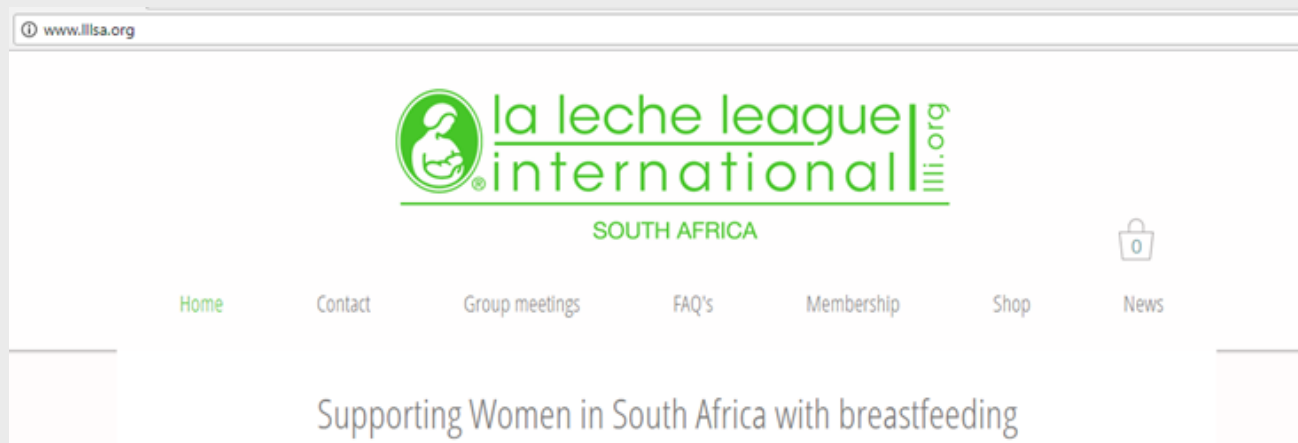 www.lllsa.org
la leche league
international
llli.org
SOUTH AFRICA
0
Home Contact Group meetings FAQ's Membership Shop News
Supporting Women in South Africa with breastfeeding